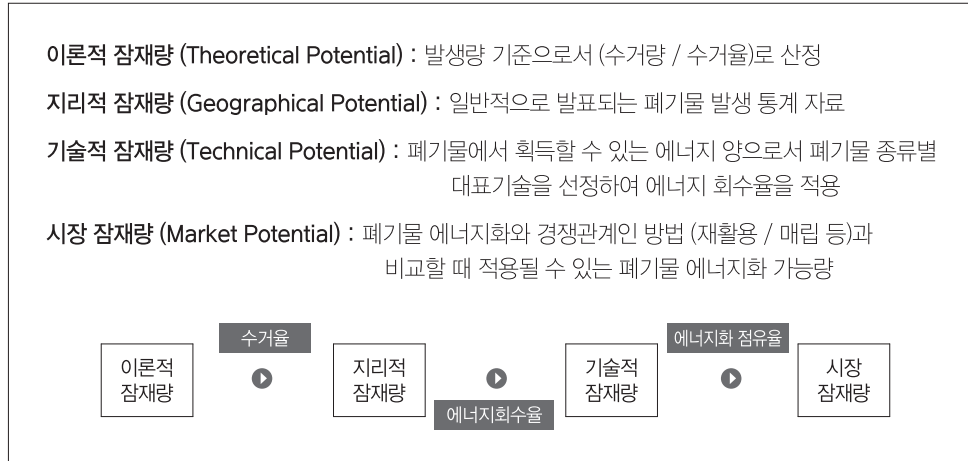 이론적 잠재량 (Theoretical Potential) : 발생량 기준으로서 (수거량 / 수거율)로 산정
지리적 잠재량 (Geographical Potential) : 일반적으로 발표되는 폐기물 발생 통계 자료
기술적 잠재량 (Technical Potential) : 폐기물에서 획득할 수 있는 에너지 양으로서 폐기물 종류별
대표기술을 선정하여 에너지 회수율을 적용
시장 잠재량 (Market Potential) : 폐기물 에너지화와 경쟁관계인 방법 (재활용 / 매립 등)과
비교할 때 적용될 수 있는 폐기물 에너지화 가능량
수거율
에너지화 점유율
이론적
잠재량
지리적
잠재량
기술적
잠재량
시장
잠재량
에너지회수율